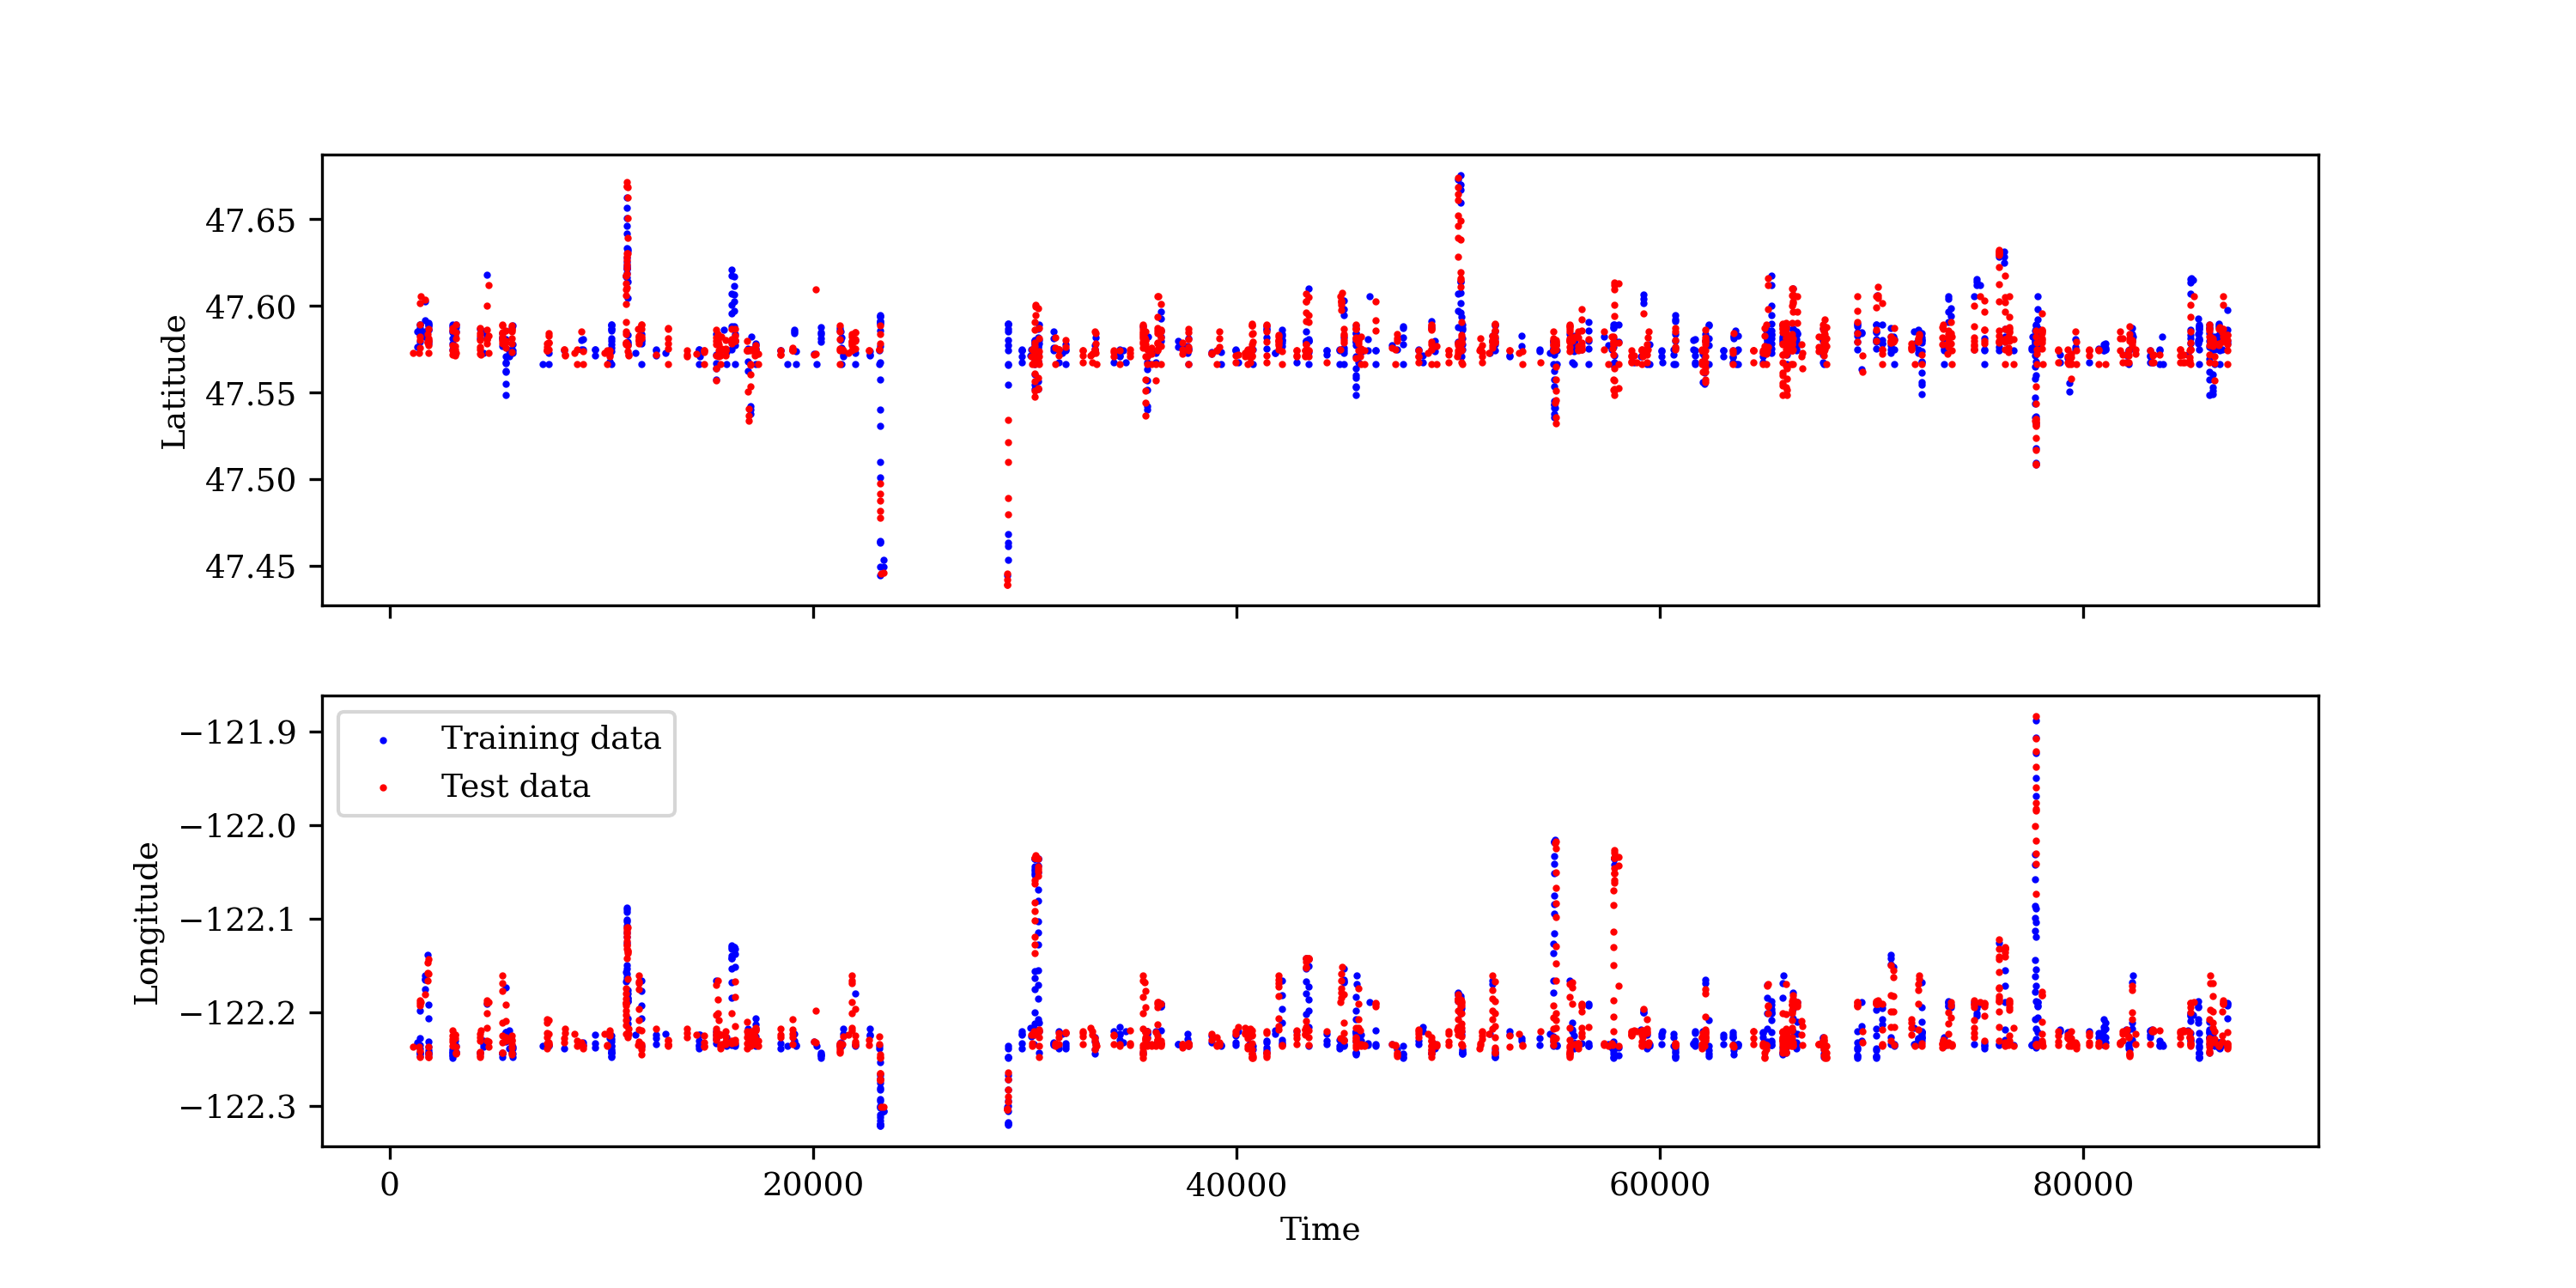 47.65
47.60
47.55
47.50
47.45
Latitude
−121.9
−122.0
−122.1
−122.2
−122.3
Longitude
Training data
Test data
0 20000 40000 60000 80000
Time